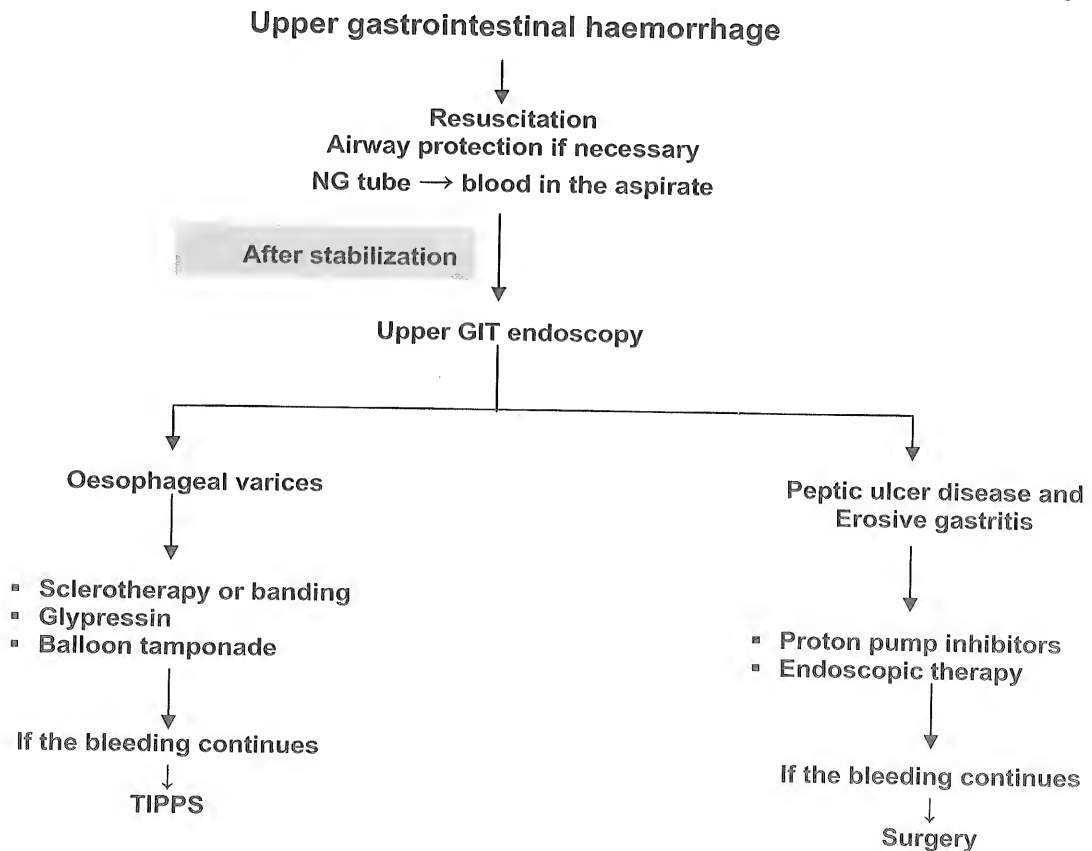 Upper gastrointestinal haemorrhage
Resuscitation
Airway protection if necessary
NG tube → blood in the aspirate
After stabilization
Upper GIT endoscopy
Oesophageal varices
▪ Sclerotherapy or banding
▪ Glypressin
▪ Balloon tamponade
If the bleeding continues
↓
TIPPS
Peptic ulcer disease and
Erosive gastritis
▪ Proton pump inhibitors
▪ Endoscopic therapy
If the bleeding continues
↓
Surgery